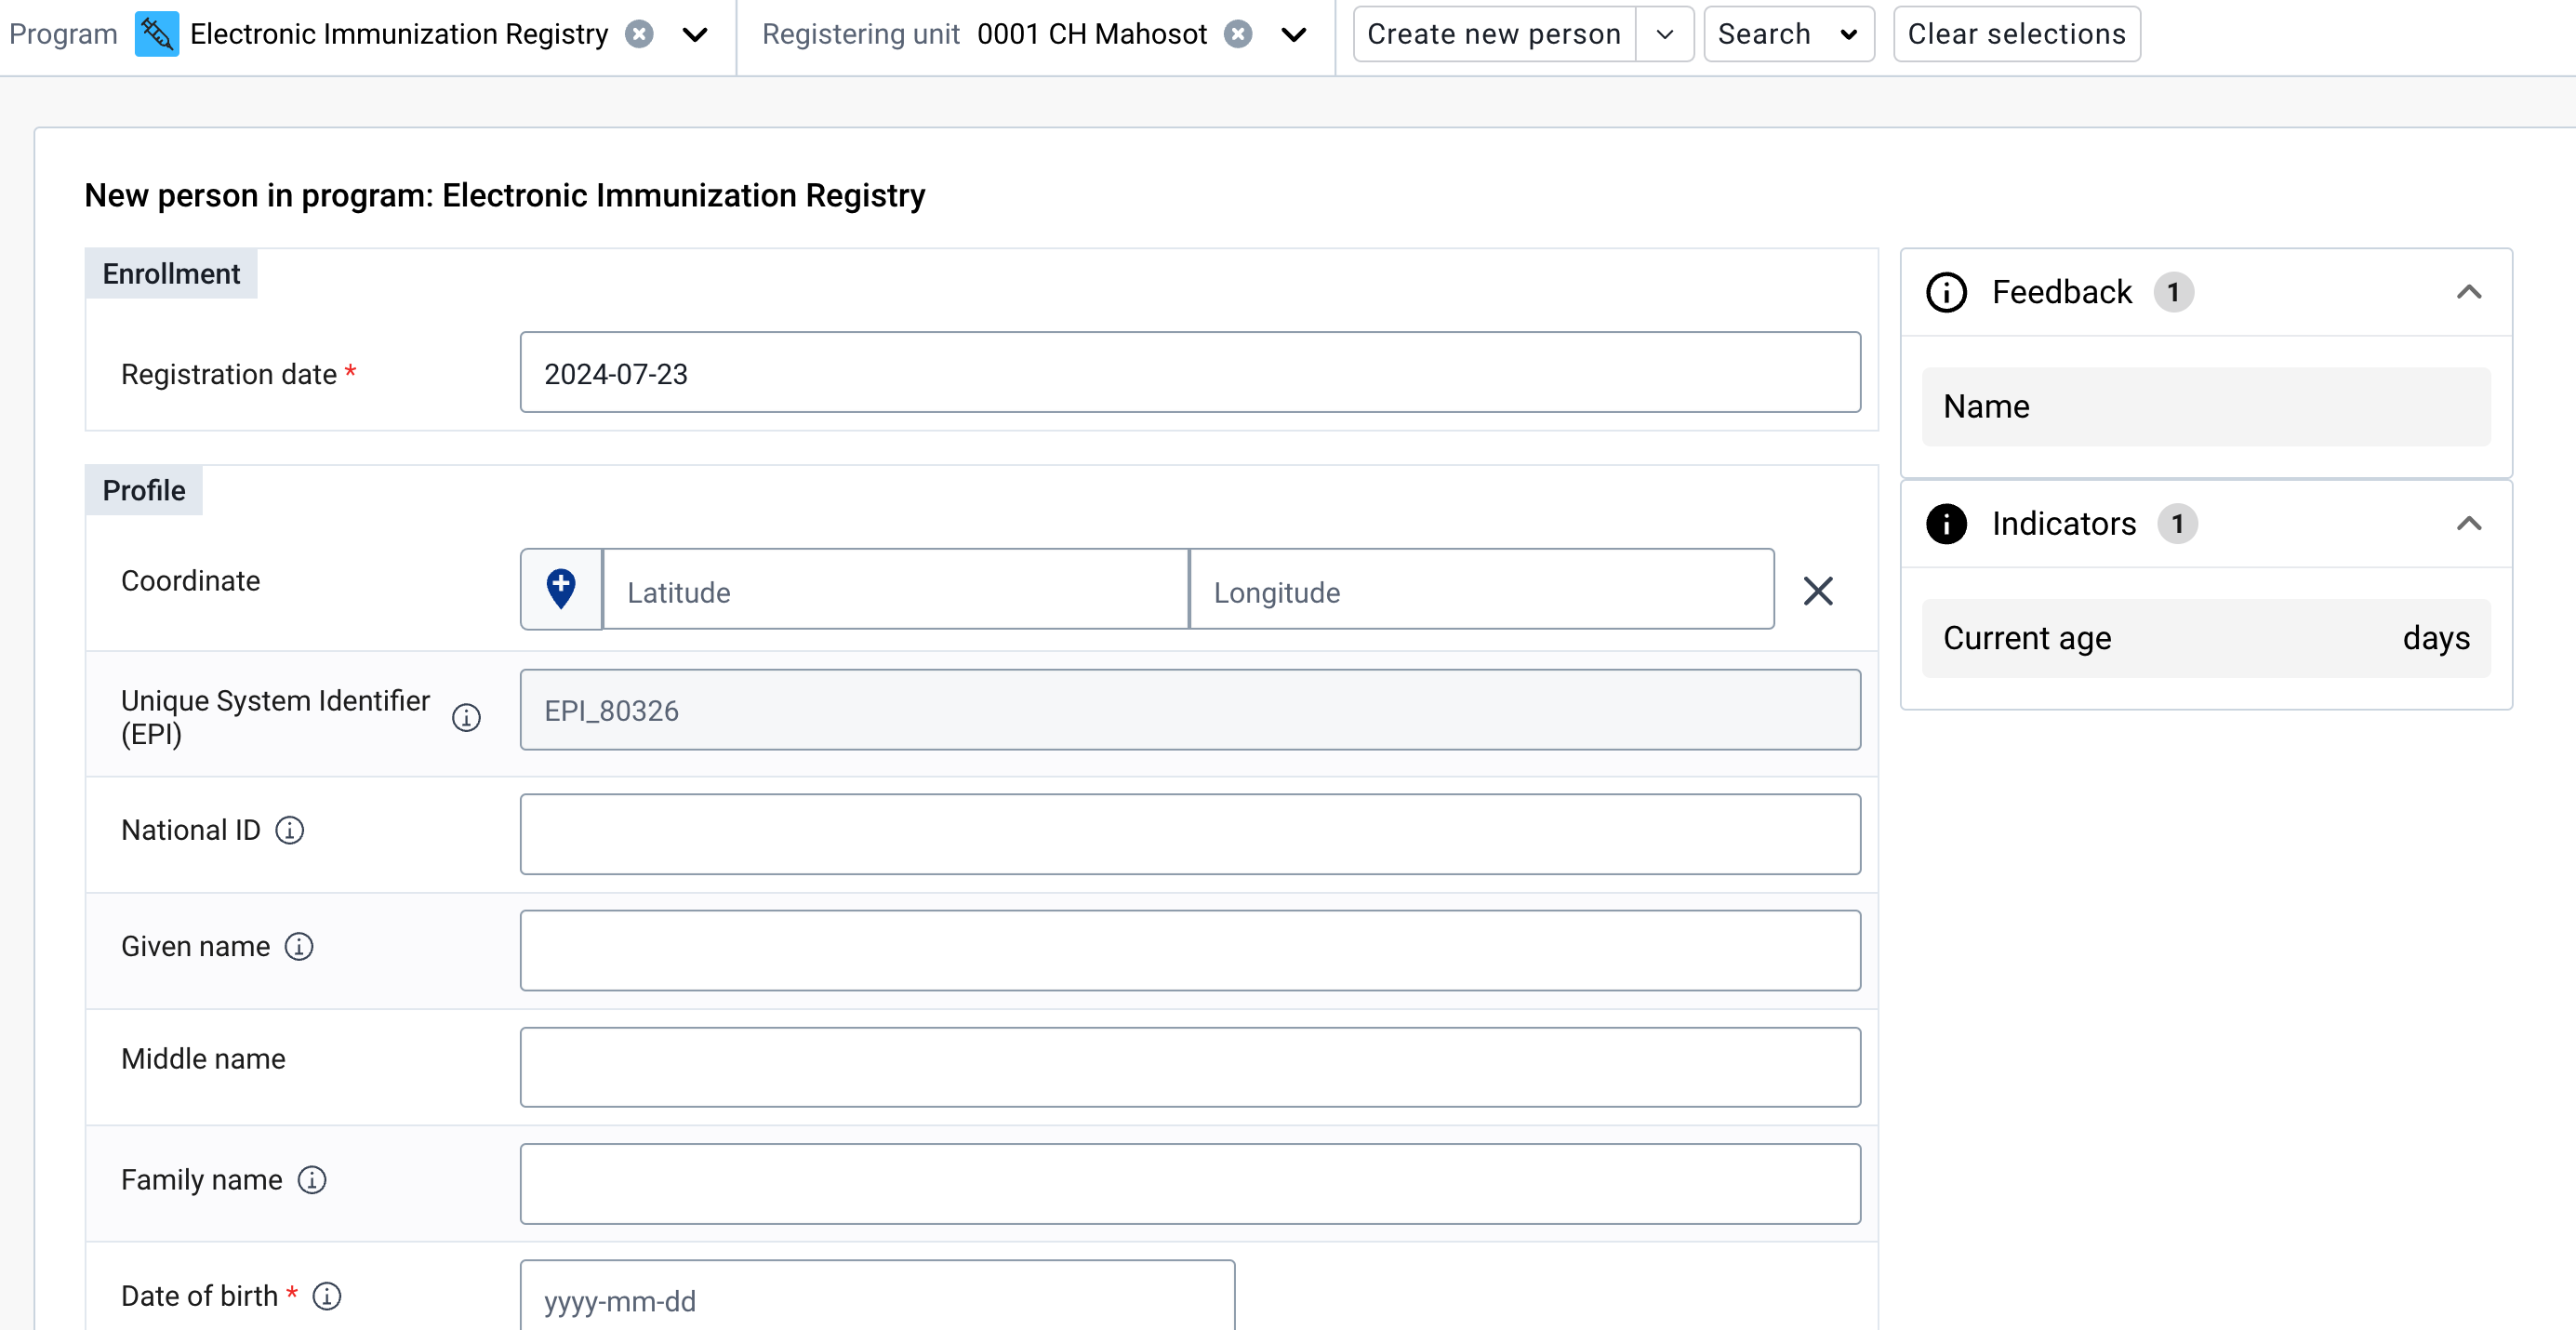 Program Electronic Immunization Registry Registering unit 0001 CH Mahosot Create new person Search Clear selections
New person in program: Electronic Immunization Registry
Enrollment
Registration date * 2024-07-23
Profile
Coordinate Latitude Longitude
Unique System Identifier
(EPI)
EPI_80326
National ID
Given name
Middle name
Family name
Date of birth * yyyy-mm-dd
Feedback 1
Name
Indicators 1
Current age days